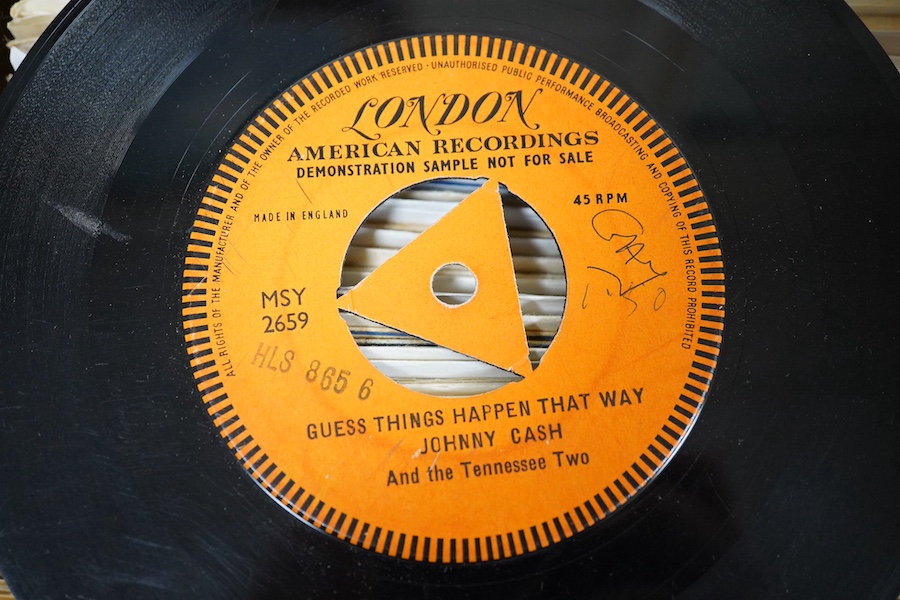 ALL RIGHTS OF THE MANUFACTURER AND OF THE OWNER OF THE RECORDED WORK RESERVED · UNAUTHORISED PUBLIC PERFORMANCE BROADCASTING AND COPYING OF THIS RECORD PROHIBITED
LONDON
AMERICAN RECORDINGS
DEMONSTRATION SAMPLE NOT FOR SALE
MADE IN ENGLAND
45 RPM
MSY
2659
HLS 8656
GUESS THINGS HAPPEN THAT WAY
JOHNNY CASH
And the Tennessee Two